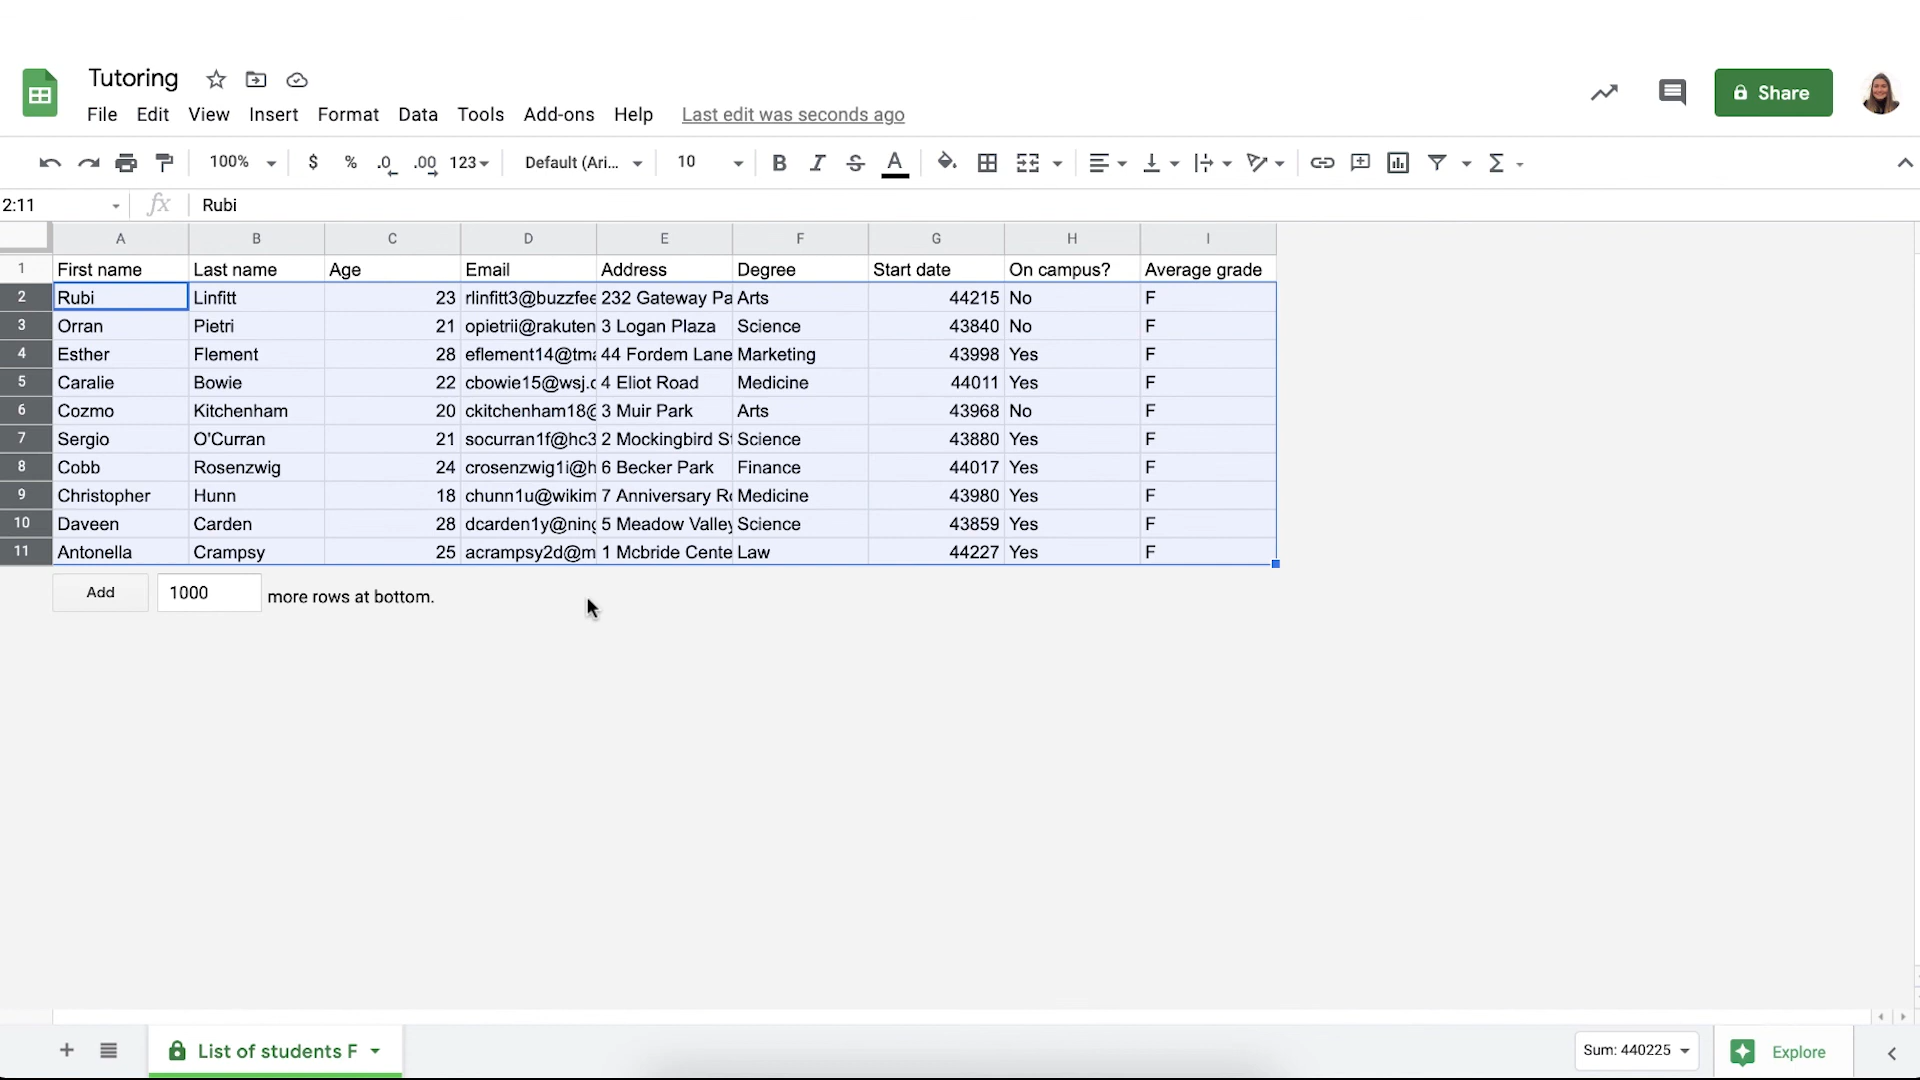 Tutoring
File Edit View Insert Format Data Tools Add-ons Help Last edit was seconds ago
Share
100% $ % .0 .00 123 Default (Ari... 10 B I S A Σ
2:11 fx Rubi
A B C D E F G H I
1 First name Last name Age Email Address Degree Start date On campus? Average grade
2 Rubi Linfitt 23 rlinfitt3@buzzfee 232 Gateway Pa Arts 44215 No F
3 Orran Pietri 21 opietrii@rakuten 3 Logan Plaza Science 43840 No F
4 Esther Flement 28 eflement14@tma 44 Fordem Lane Marketing 43998 Yes F
5 Caralie Bowie 22 cbowie15@wsj.c 4 Eliot Road Medicine 44011 Yes F
6 Cozmo Kitchenham 20 ckitchenham18@ 3 Muir Park Arts 43968 No F
7 Sergio O'Curran 21 socurran1f@hc3 2 Mockingbird St Science 43880 Yes F
8 Cobb Rosenzwig 24 crosenzwig1i@h 6 Becker Park Finance 44017 Yes F
9 Christopher Hunn 18 chunn1u@wikim 7 Anniversary Ro Medicine 43980 Yes F
10 Daveen Carden 28 dcarden1y@ning 5 Meadow Valley Science 43859 Yes F
11 Antonella Crampsy 25 acrampsy2d@m 1 Mcbride Cente Law 44227 Yes F
Add 1000 more rows at bottom.
List of students F Sum: 440225 Explore